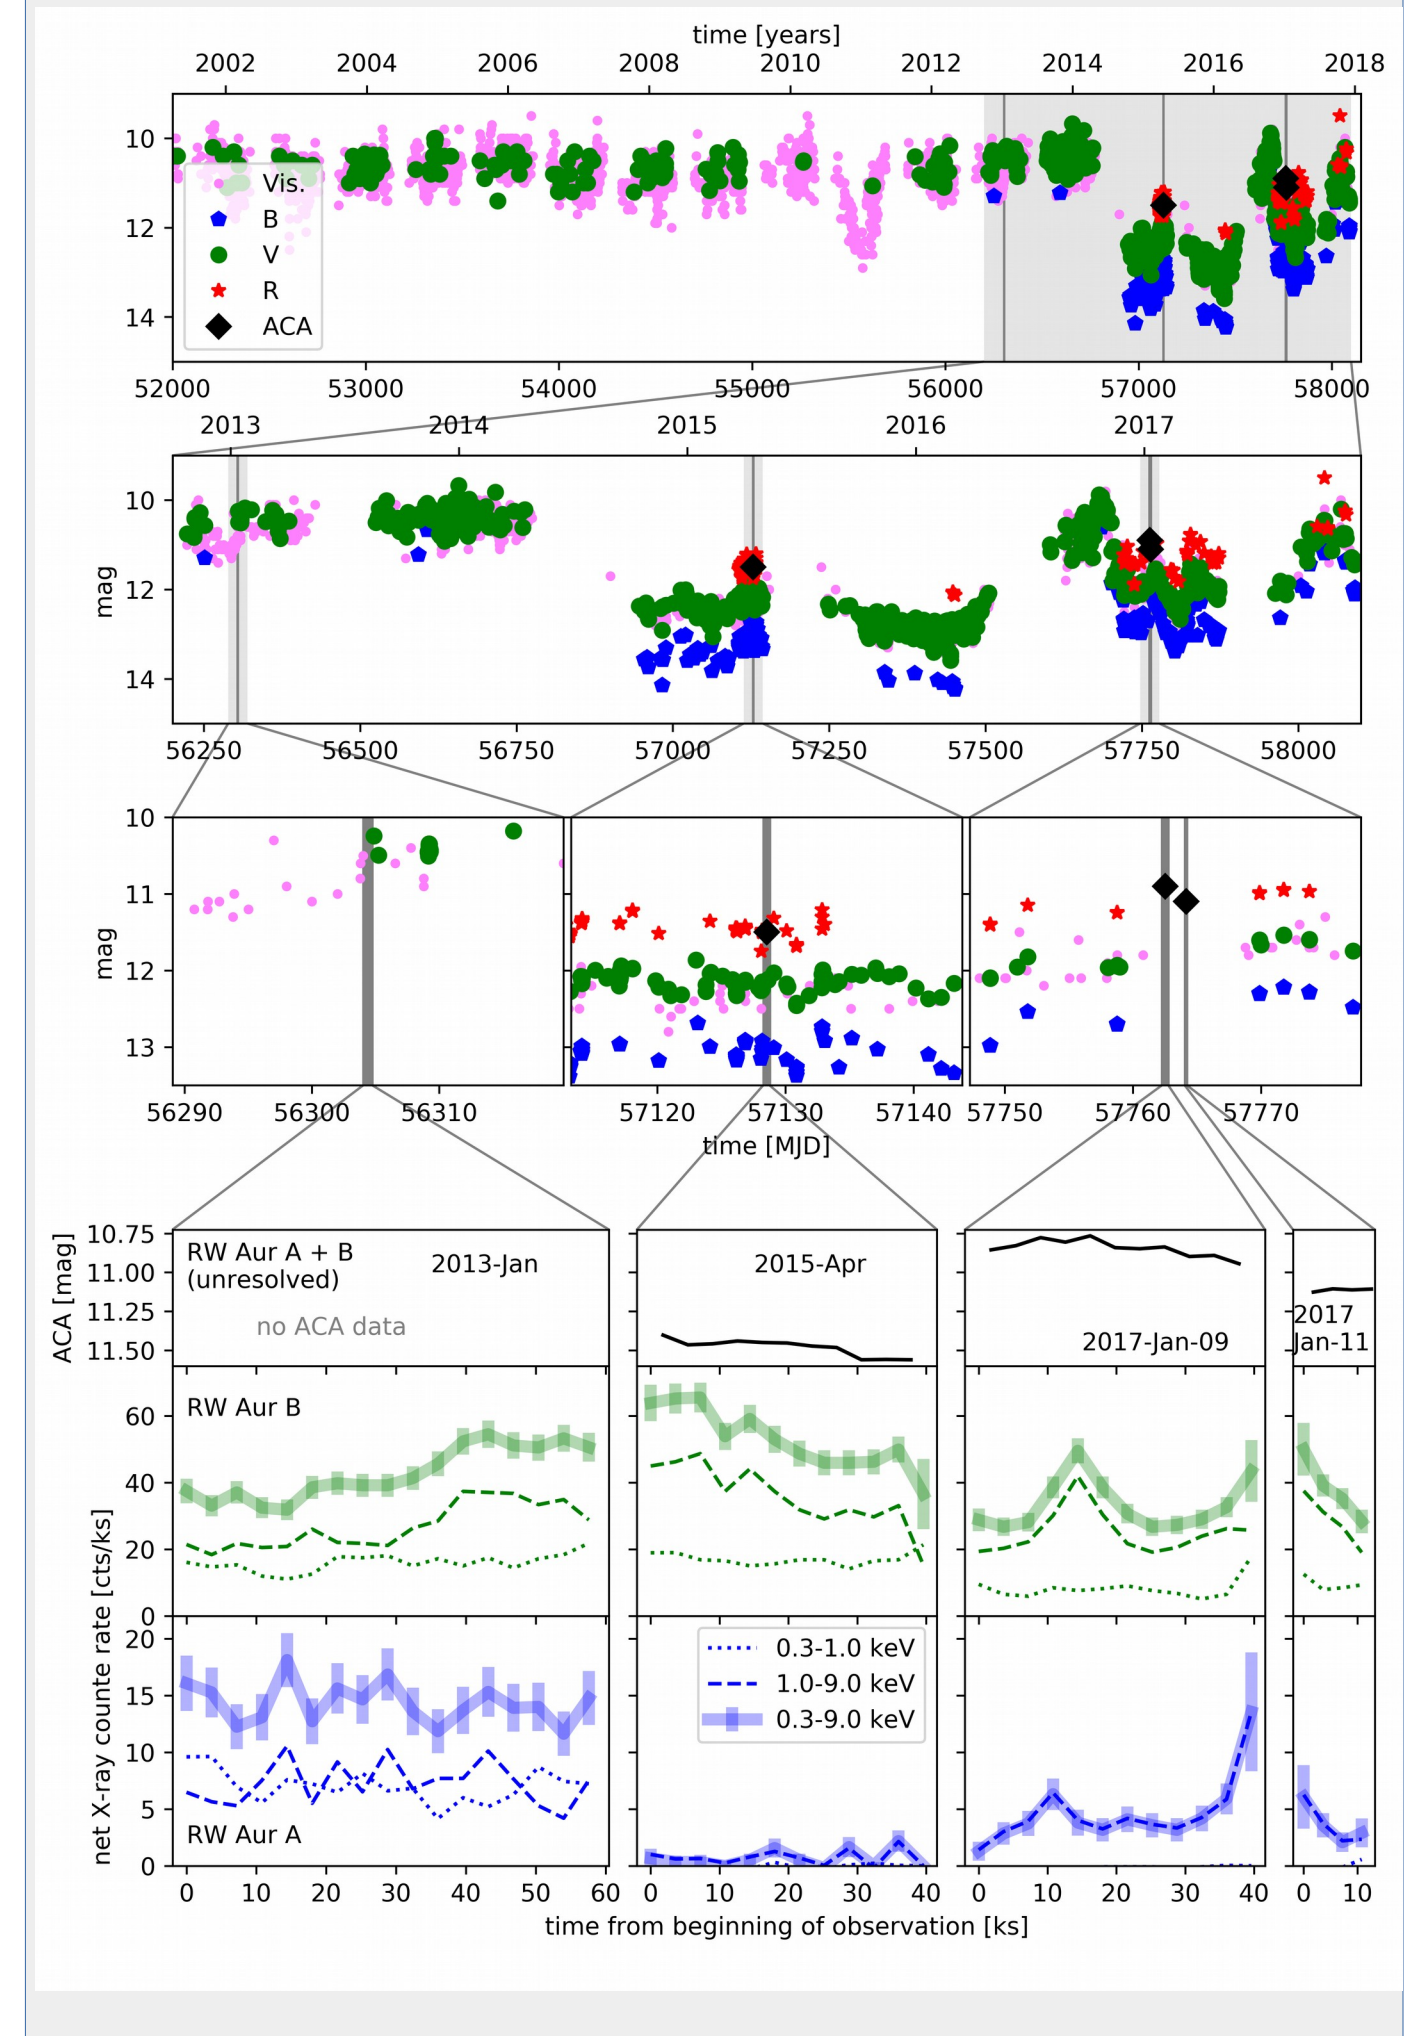 time [years]
2002 2004 2006 2008 2010 2012 2014 2016 2018
10
12
14
Vis.
B
V
R
ACA
52000 53000 54000 55000 56000 57000 58000
2013 2014 2015 2016 2017
mag
10
12
14
56250 56500 56750 57000 57250 57500 57750 58000
mag
10
11
12
13
56290 56300 56310 57120 57130 57140 57750 57760 57770
time [MJD]
ACA [mag]
10.75
11.00
11.25
11.50
RW Aur A + B
(unresolved)
2013-Jan
no ACA data
2015-Apr
2017-Jan-09
2017
Jan-11
net X-ray counte rate [cts/ks]
60
40
20
0
RW Aur B
20
15
10
5
0
RW Aur A
0.3-1.0 keV
1.0-9.0 keV
0.3-9.0 keV
0 10 20 30 40 50 60 0 10 20 30 40 0 10 20 30 40 0 10
time from beginning of observation [ks]